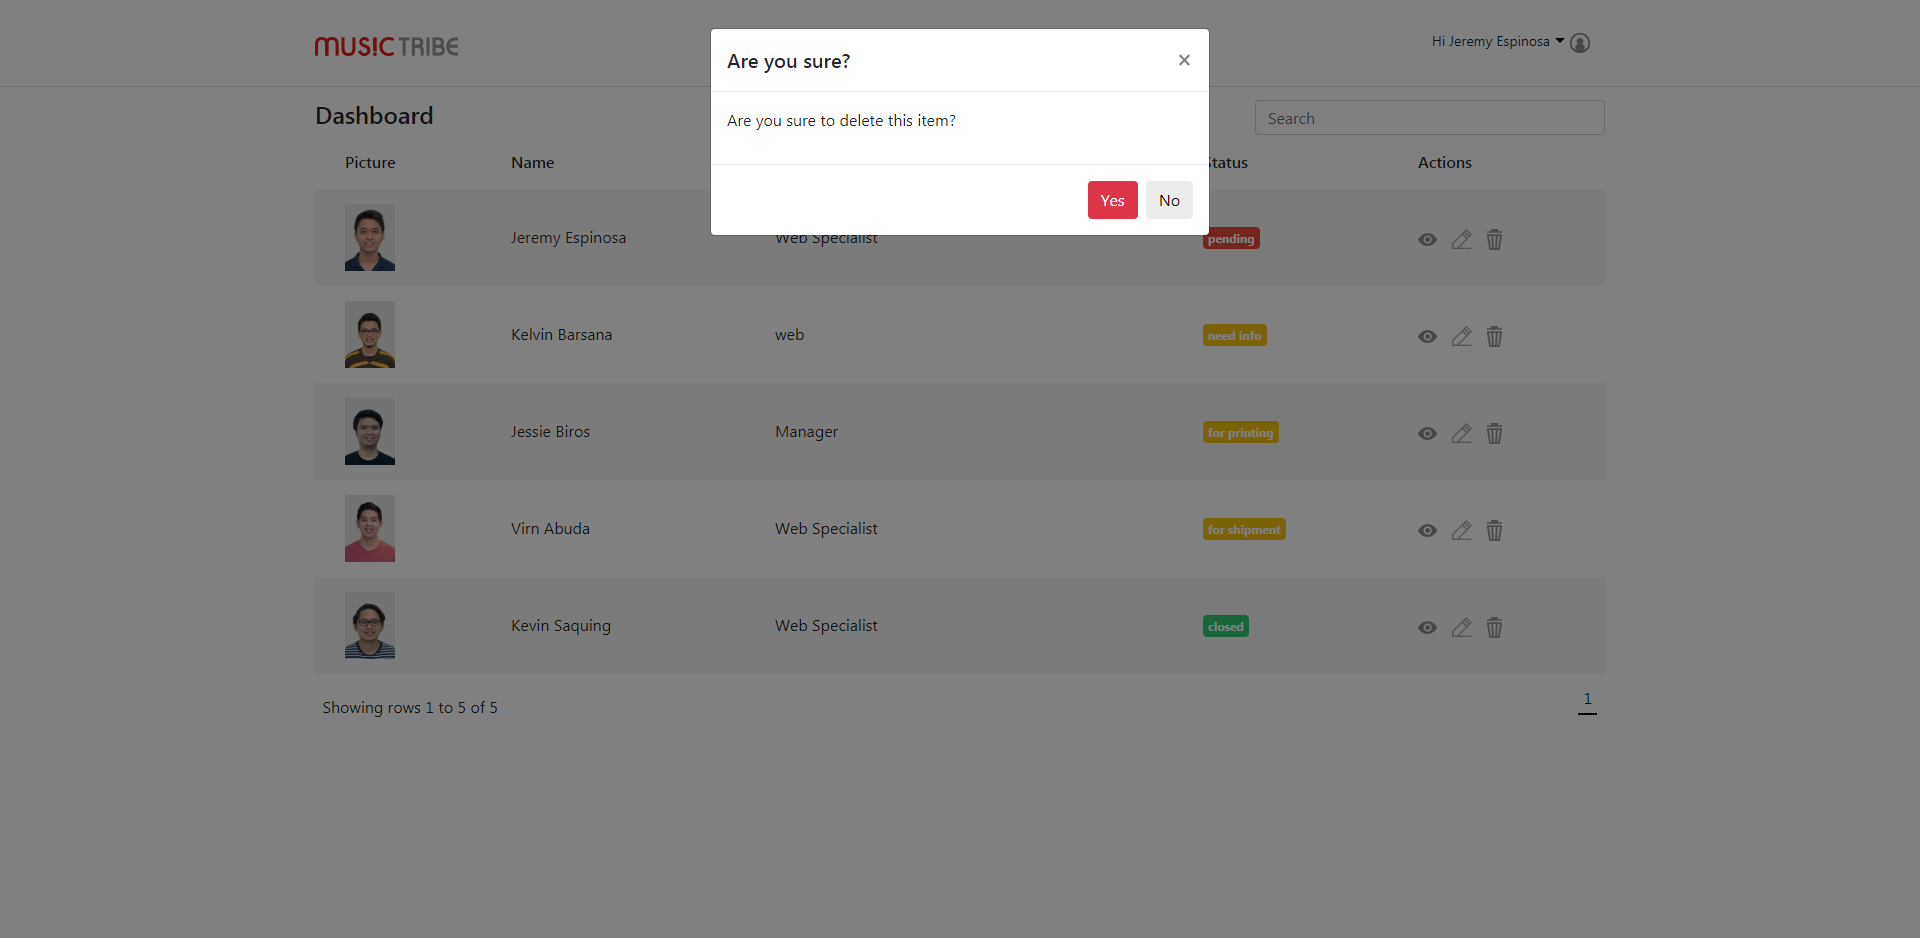 MUSIC TRIBE
Hi Jeremy Espinosa
Are you sure?
×
Are you sure to delete this item?
Yes No
Dashboard
Search
Picture Name tatus Actions
Jeremy Espinosa Web Specialist pending
Kelvin Barsana web need info
Jessie Biros Manager for printing
Virn Abuda Web Specialist for shipment
Kevin Saquing Web Specialist closed
Showing rows 1 to 5 of 5
1